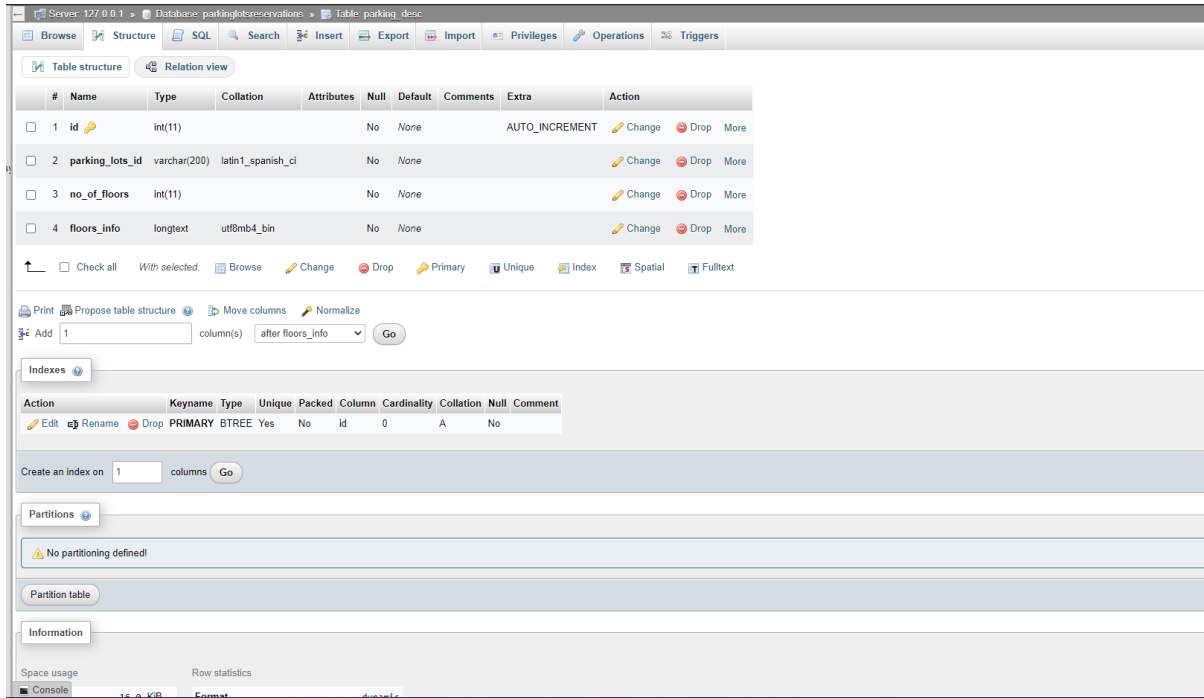 Server: 127.0.0.1 » Database: parkinglotsreservations » Table: parking_desc
Browse Structure SQL Search Insert Export Import Privileges Operations Triggers
Table structure Relation view
# Name Type Collation Attributes Null Default Comments Extra Action
1 id int(11) No None AUTO_INCREMENT Change Drop More
2 parking_lots_id varchar(200) latin1_spanish_ci No None Change Drop More
3 no_of_floors int(11) No None Change Drop More
4 floors_info longtext utf8mb4_bin No None Change Drop More
Check all With selected: Browse Change Drop Primary Unique Index Spatial Fulltext
Print Propose table structure Move columns Normalize
Add 1 column(s) after floors_info Go
Indexes
Action Keyname Type Unique Packed Column Cardinality Collation Null Comment
Edit Rename Drop PRIMARY BTREE Yes No id 0 A No
Create an index on 1 columns Go
Partitions
No partitioning defined!
Partition table
Information
Space usage Row statistics
Console 16.0 KiB Format dynamic